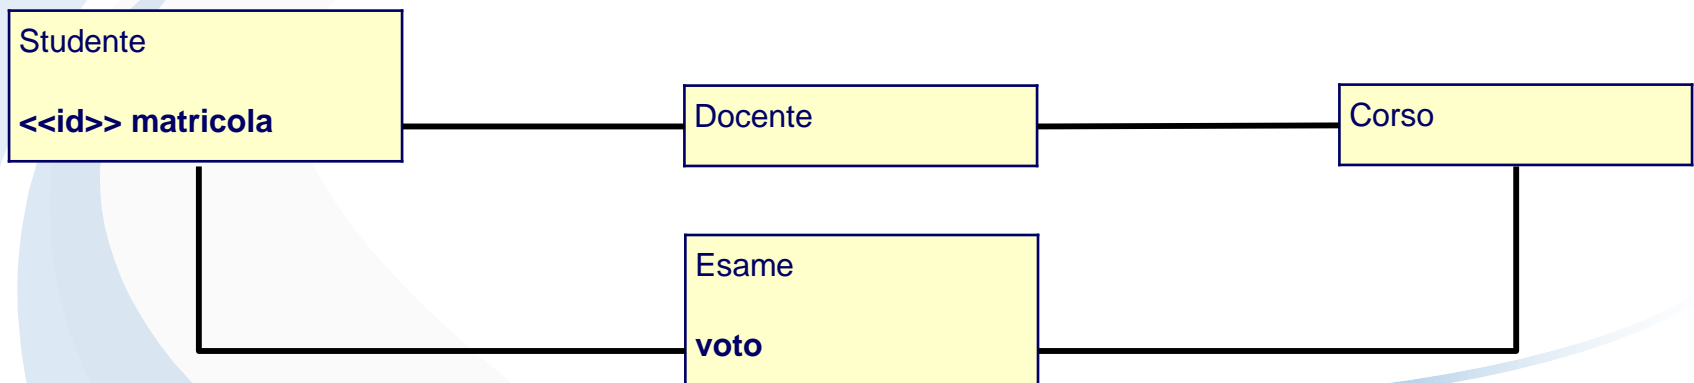 Studente
<<id>> matricola
Docente
Corso
Esame
voto